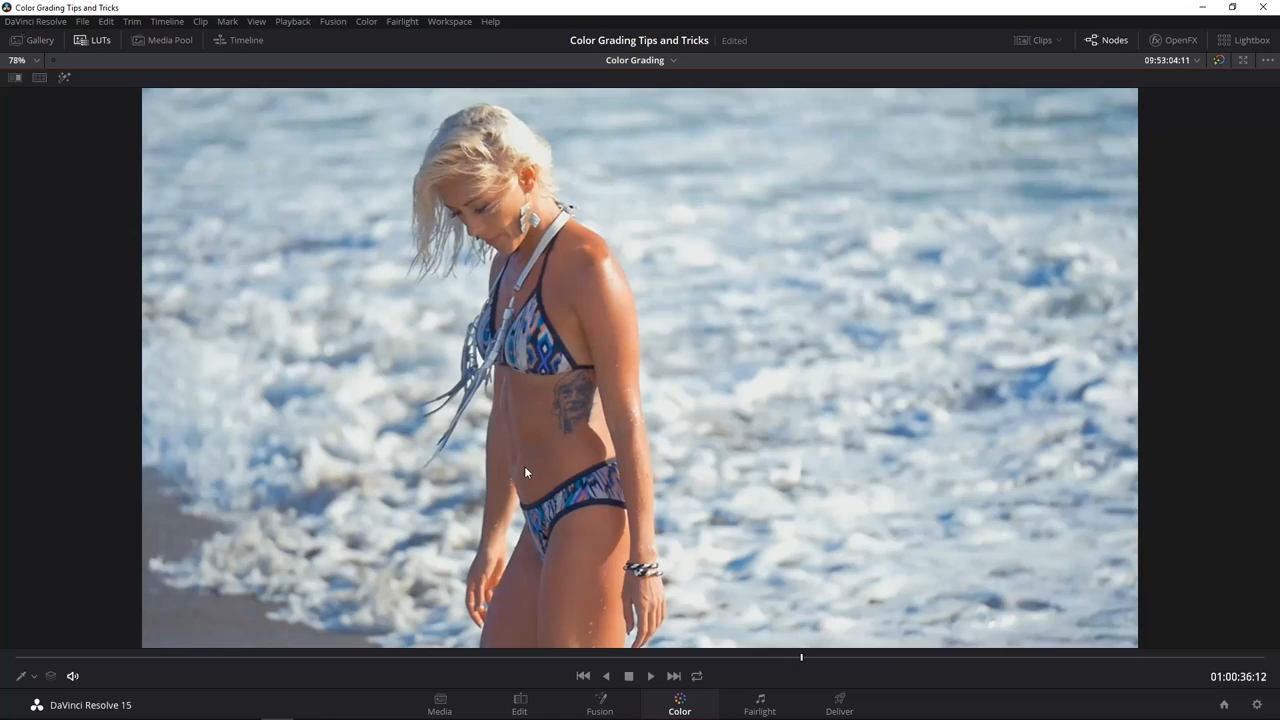 Color Grading Tips and Tricks
DaVinci Resolve File Edit Trim Timeline Clip Mark View Playback Fusion Color Fairlight Workspace Help
Gallery LUTs Media Pool Timeline Color Grading Tips and Tricks Edited Clips Nodes OpenFX Lightbox
78% Color Grading 09:53:04:11
01:00:36:12
DaVinci Resolve 15 Media Edit Fusion Color Fairlight Deliver